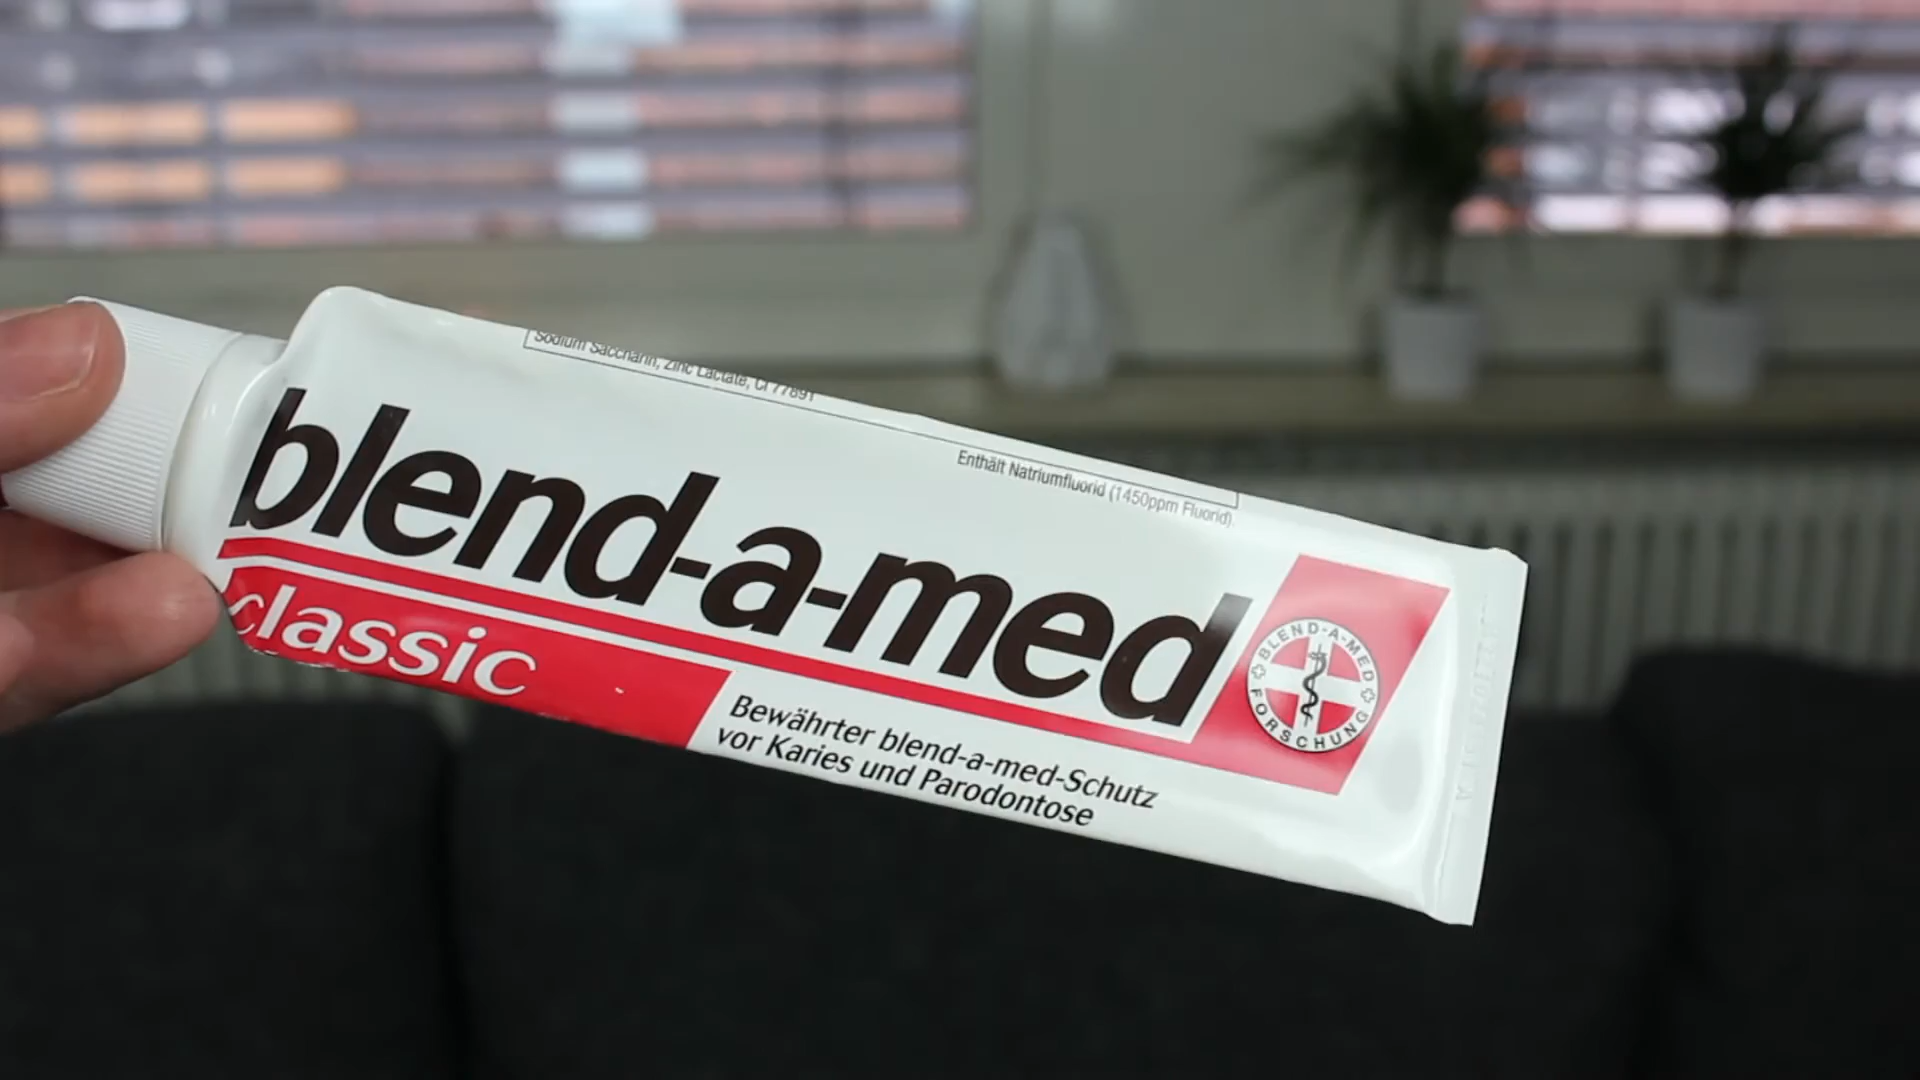 Sodium Saccharin, Zinc Lactate, CI 77891
Enthält Natriumfluorid (1450ppm Fluorid).
blend-a-med
classic
Bewährter blend-a-med-Schutz
vor Karies und Parodontose
BLEND-A-MED
FORSCHUNG